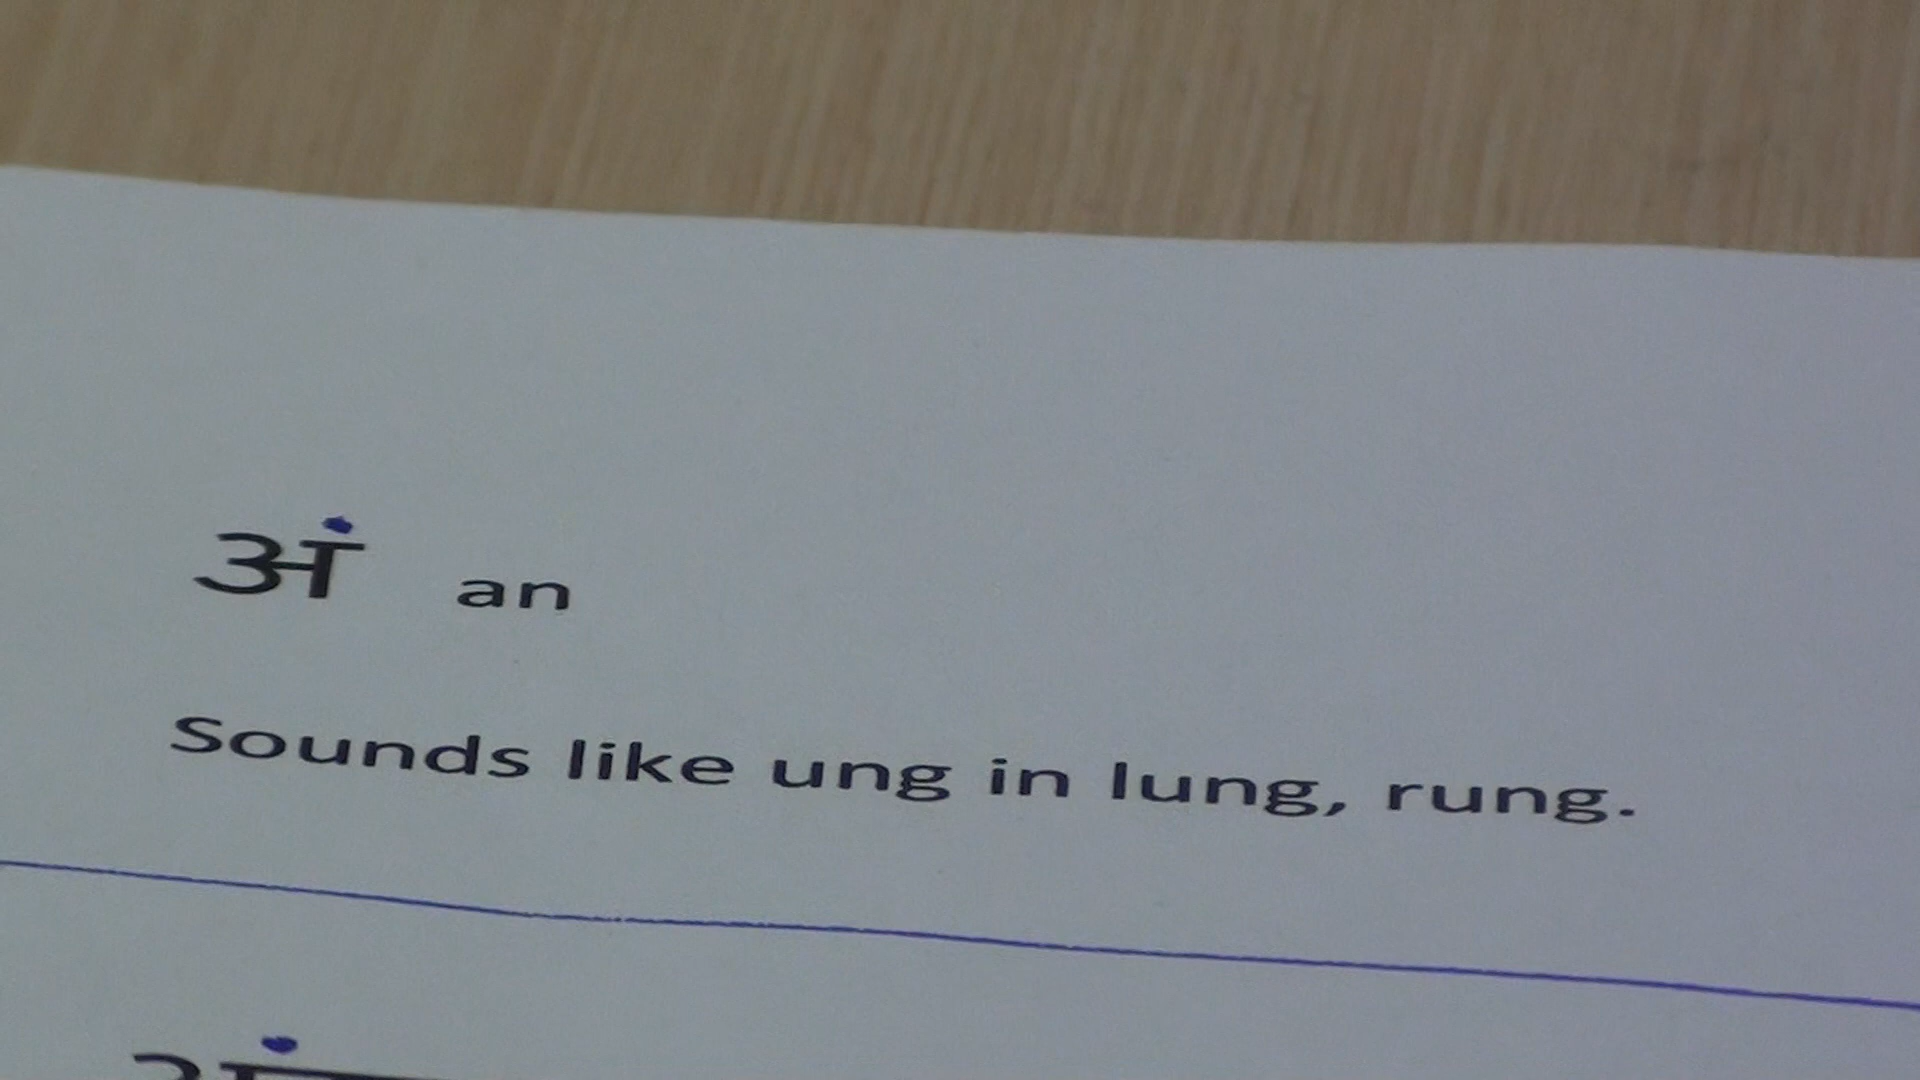 अं an
Sounds like ung in lung, rung.